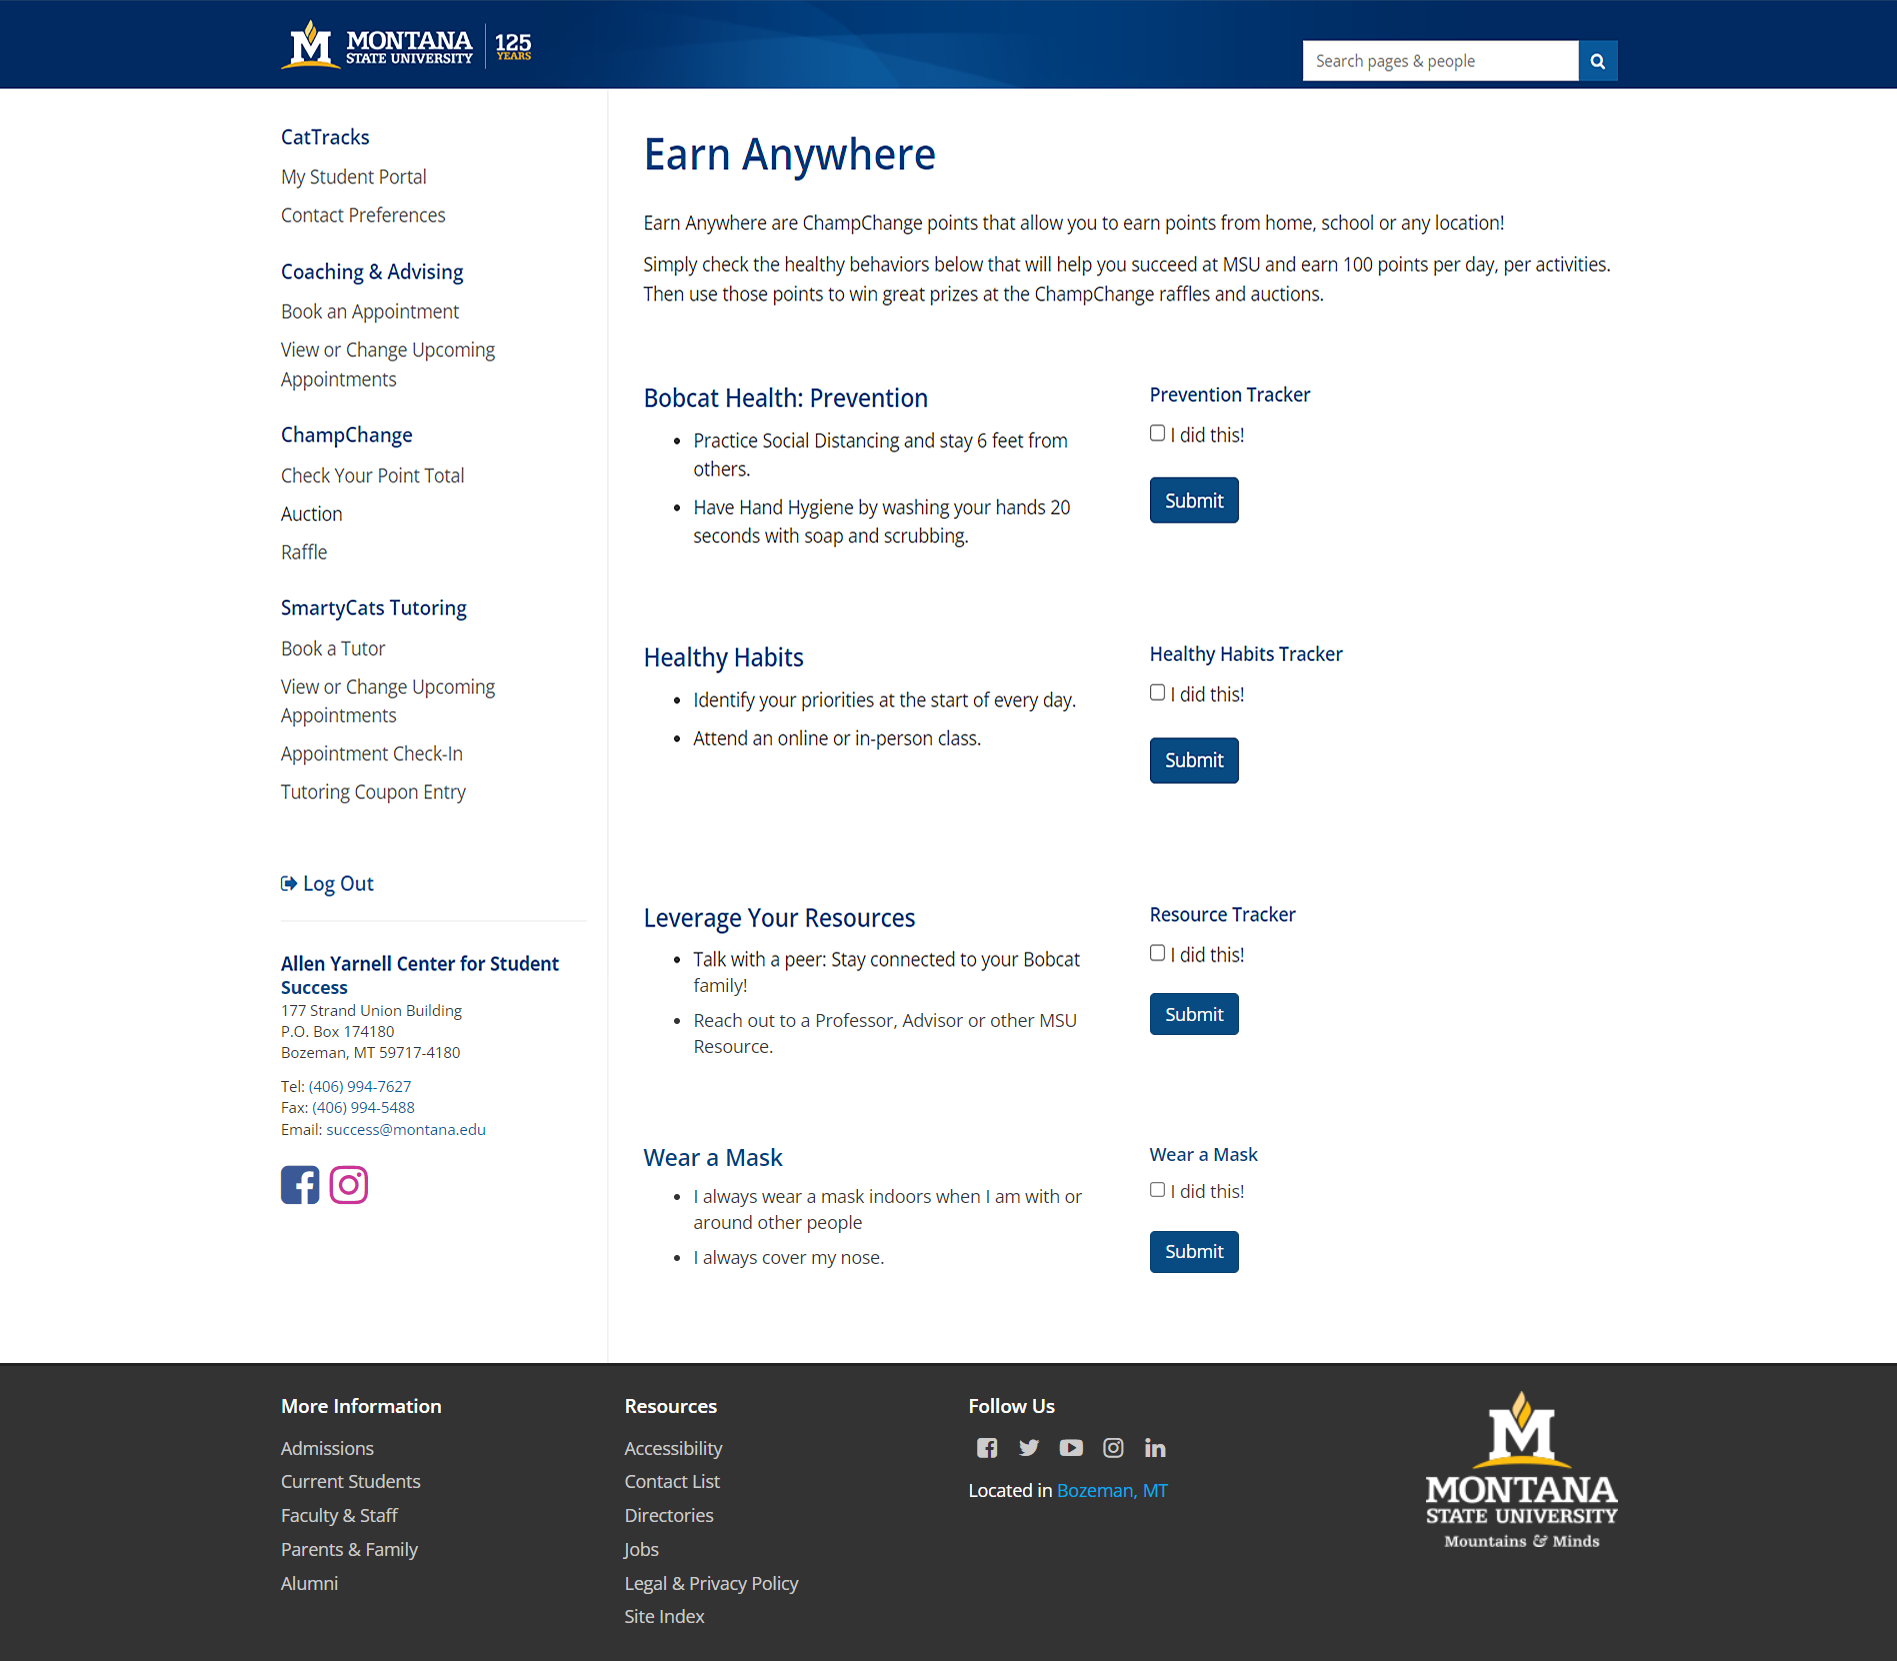 MONTANA
STATE UNIVERSITY
125
YEARS
Search pages & people
CatTracks
My Student Portal
Contact Preferences
Coaching & Advising
Book an Appointment
View or Change Upcoming
Appointments
ChampChange
Check Your Point Total
Auction
Raffle
SmartyCats Tutoring
Book a Tutor
View or Change Upcoming
Appointments
Appointment Check-In
Tutoring Coupon Entry
Log Out
Allen Yarnell Center for Student
Success
177 Strand Union Building
P.O. Box 174180
Bozeman, MT 59717-4180
Tel: (406) 994-7627
Fax: (406) 994-5488
Email: success@montana.edu
Earn Anywhere
Earn Anywhere are ChampChange points that allow you to earn points from home, school or any location!
Simply check the healthy behaviors below that will help you succeed at MSU and earn 100 points per day, per activities.
Then use those points to win great prizes at the ChampChange raffles and auctions.
Bobcat Health: Prevention
• Practice Social Distancing and stay 6 feet from
others.
• Have Hand Hygiene by washing your hands 20
seconds with soap and scrubbing.
Prevention Tracker
I did this!
Submit
Healthy Habits
• Identify your priorities at the start of every day.
• Attend an online or in-person class.
Healthy Habits Tracker
I did this!
Submit
Leverage Your Resources
• Talk with a peer: Stay connected to your Bobcat
family!
• Reach out to a Professor, Advisor or other MSU
Resource.
Resource Tracker
I did this!
Submit
Wear a Mask
• I always wear a mask indoors when I am with or
around other people
• I always cover my nose.
Wear a Mask
I did this!
Submit
More Information
Admissions
Current Students
Faculty & Staff
Parents & Family
Alumni
Resources
Accessibility
Contact List
Directories
Jobs
Legal & Privacy Policy
Site Index
Follow Us
Located in Bozeman, MT
M
MONTANA
STATE UNIVERSITY
Mountains & Minds